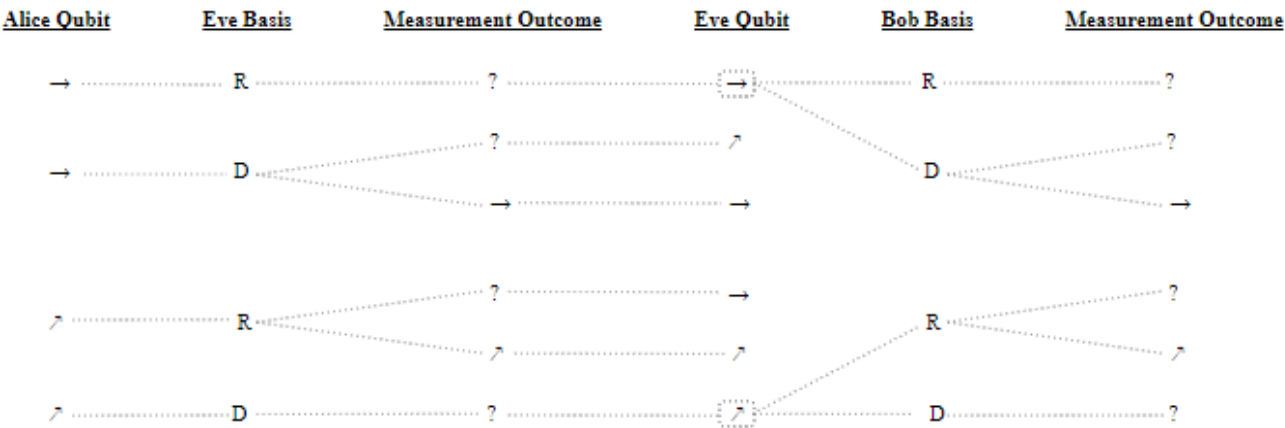 Alice Qubit Eve Basis Measurement Outcome Eve Qubit Bob Basis Measurement Outcome
→ R ? → R ?
? ↗ ?
→ D D
→ → →
? → ?
↗ R R
↗ ↗ ↗
↗ D ? ↗ D ?